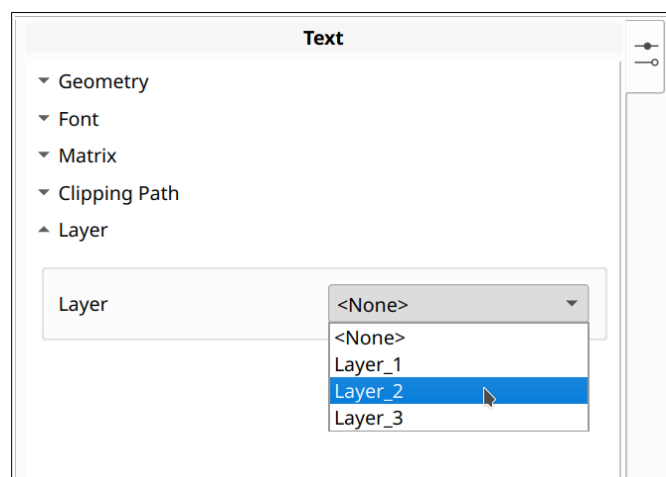 Text
Geometry
Font
Matrix
Clipping Path
Layer
Layer <None>
<None>
Layer_1
Layer_2
Layer_3